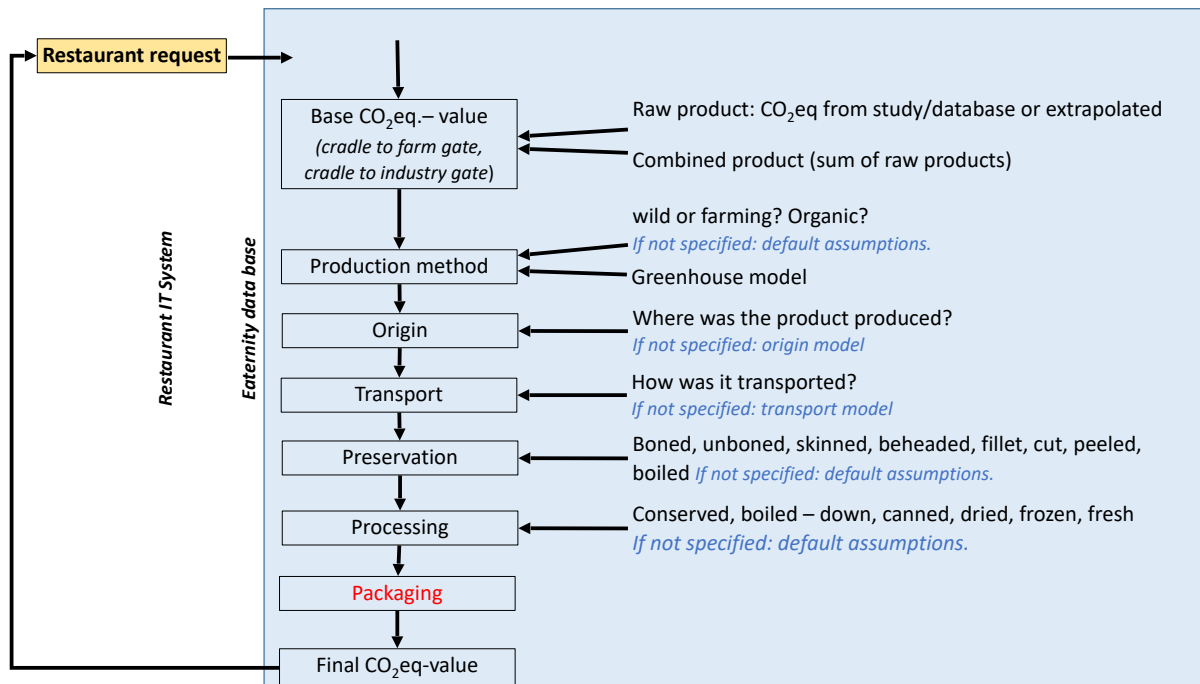 Restaurant request
Restaurant IT System
Eaternity data base
Base CO₂eq.– value
(cradle to farm gate,
cradle to industry gate)
Raw product: CO₂eq from study/database or extrapolated
Combined product (sum of raw products)
Production method
wild or farming? Organic?
If not specified: default assumptions.
Greenhouse model
Origin
Where was the product produced?
If not specified: origin model
Transport
How was it transported?
If not specified: transport model
Preservation
Boned, unboned, skinned, beheaded, fillet, cut, peeled,
boiled If not specified: default assumptions.
Processing
Conserved, boiled – down, canned, dried, frozen, fresh
If not specified: default assumptions.
Packaging
Final CO₂eq-value